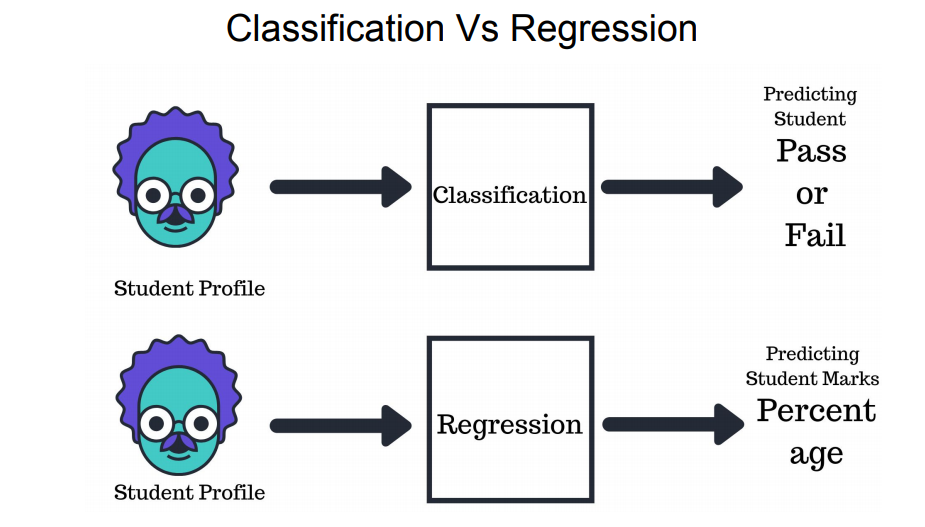 Classification Vs Regression
Student Profile
Classification
Predicting
Student
Pass
or
Fail
Student Profile
Regression
Predicting
Student Marks
Percent
age